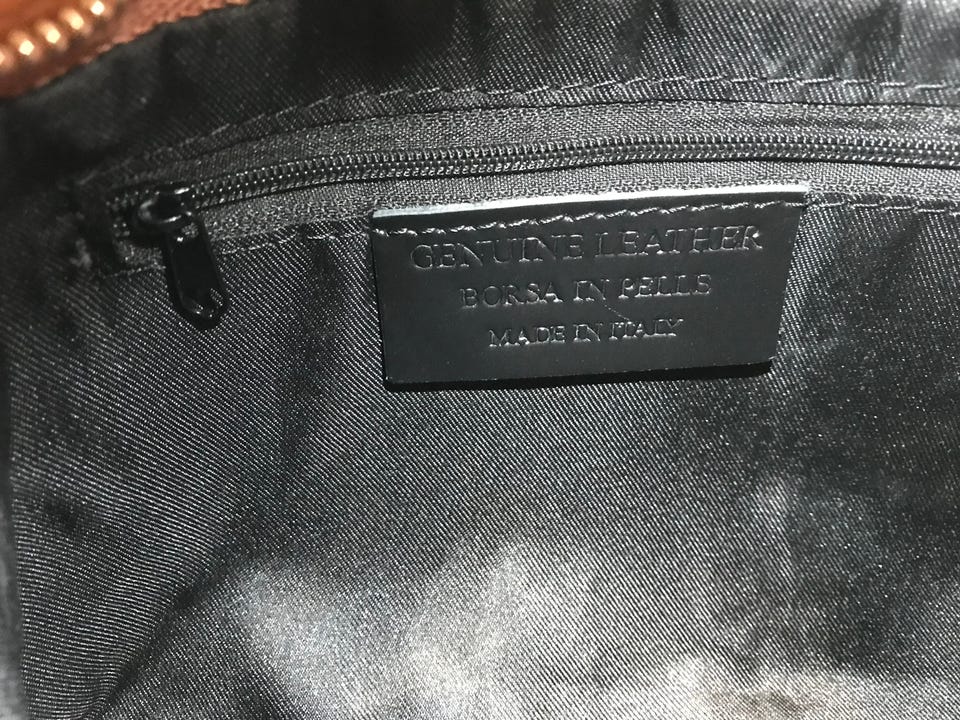 GENUINE LEATHER
BORSA IN PELLE
MADE IN ITALY